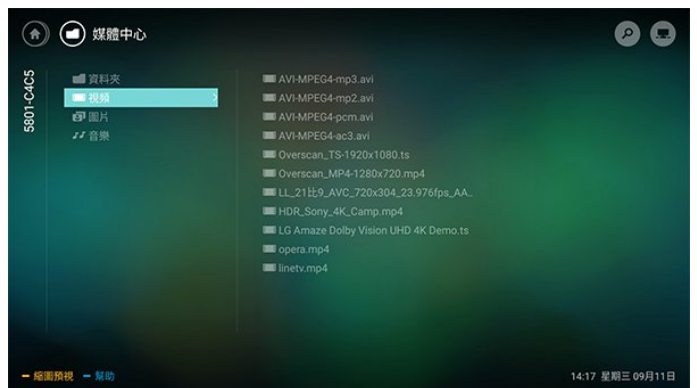 媒體中心
5801-C4C5
資料夾
視頻
圖片
音樂
AVI-MPEG4-mp3.avi
AVI-MPEG4-mp2.avi
AVI-MPEG4-pcm.avi
AVI-MPEG4-ac3.avi
Overscan_TS-1920x1080.ts
Overscan_MP4-1280x720.mp4
LL_21比9_AVC_720x304_23.976fps_AA..
HDR_Sony_4K_Camp.mp4
LG Amaze Dolby Vision UHD 4K Demo.ts
opera.mp4
linetv.mp4
縮圖預視 幫助
14:17 星期三 09月11日